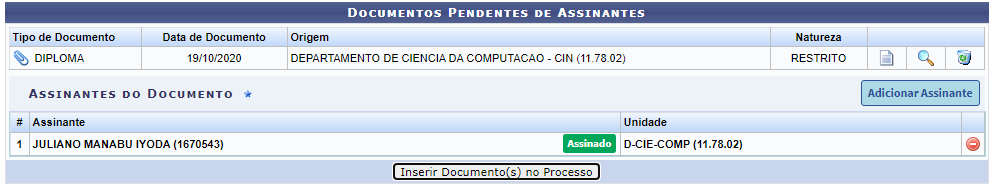 DOCUMENTOS PENDENTES DE ASSINANTES
Tipo de Documento Data de Documento Origem Natureza
DIPLOMA 19/10/2020 DEPARTAMENTO DE CIENCIA DA COMPUTACAO - CIN (11.78.02) RESTRITO
ASSINANTES DO DOCUMENTO Adicionar Assinante
# Assinante Unidade
1 JULIANO MANABU IYODA (1670543) Assinado D-CIE-COMP (11.78.02)
Inserir Documento(s) no Processo